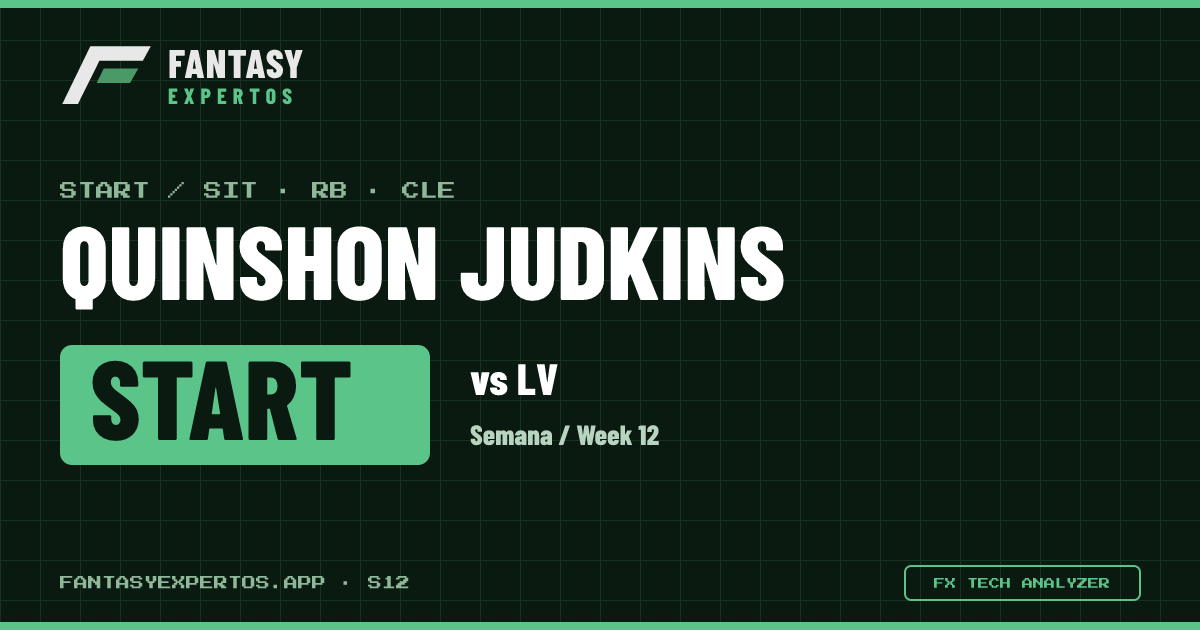 FANTASY
EXPERTOS
START / SIT · RB · CLE
QUINSHON JUDKINS
START
vs LV
Semana / Week 12
FANTASYEXPERTOS.APP · S12
FX TECH ANALYZER